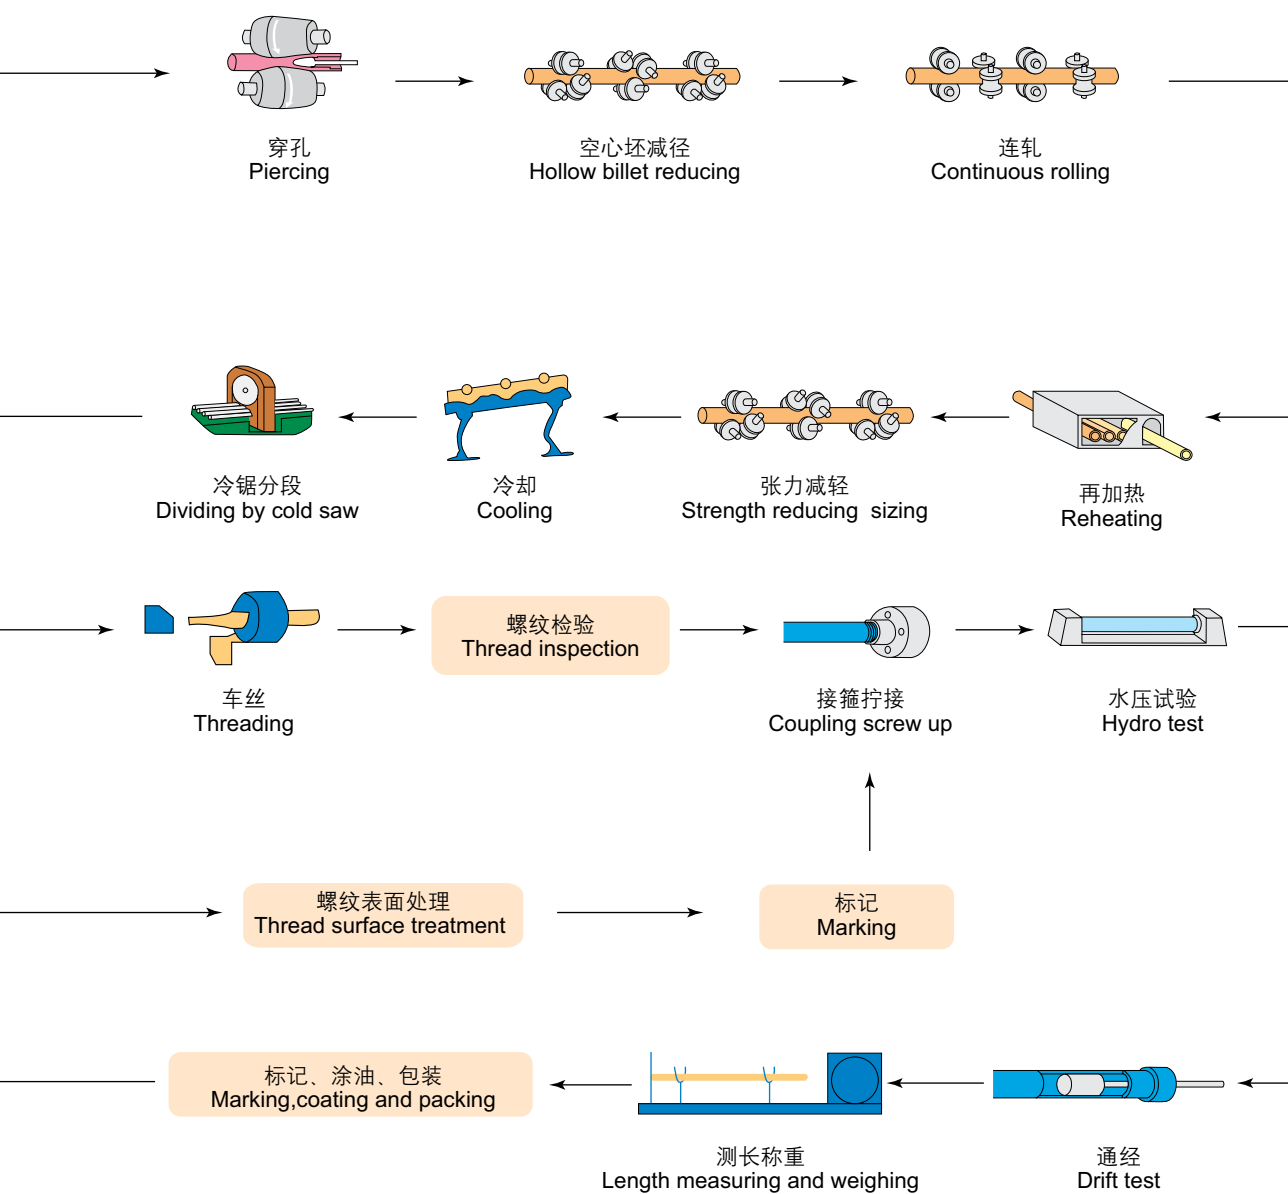 穿孔
Piercing
空心坯减径
Hollow billet reducing
连轧
Continuous rolling
冷锯分段
Dividing by cold saw
冷却
Cooling
张力减轻
Strength reducing  sizing
再加热
Reheating
车丝
Threading
螺纹检验
Thread inspection
接箍拧接
Coupling screw up
水压试验
Hydro test
螺纹表面处理
Thread surface treatment
标记
Marking
标记、涂油、包装
Marking,coating and packing
测长称重
Length measuring and weighing
通经
Drift test